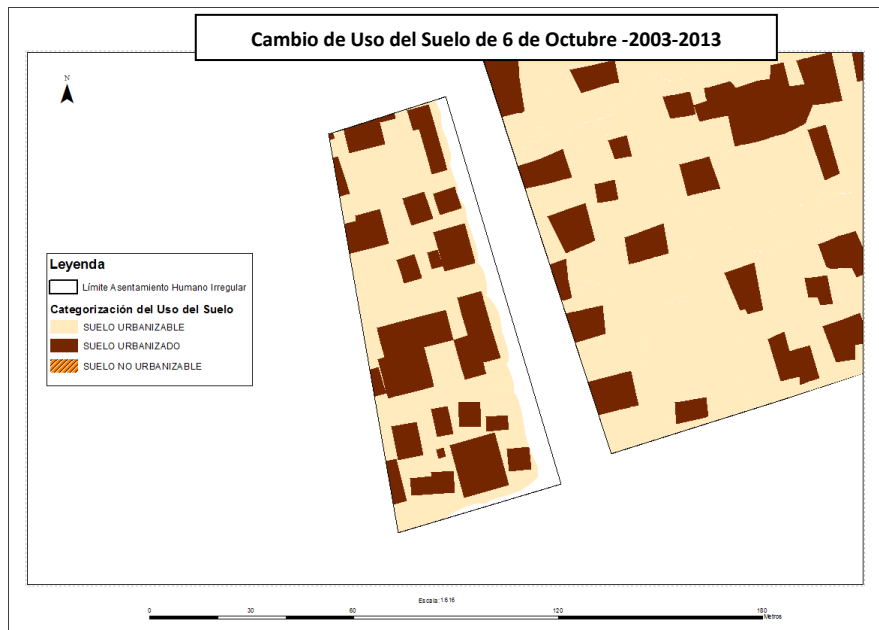 Cambio de Uso del Suelo de 6 de Octubre -2003-2013
N
Leyenda
Límite Asentamiento Humano Irregular
Categorización del Uso del Suelo
SUELO URBANIZABLE
SUELO URBANIZADO
SUELO NO URBANIZABLE
Escala: 1:616
0 30 60 120 180
Metros